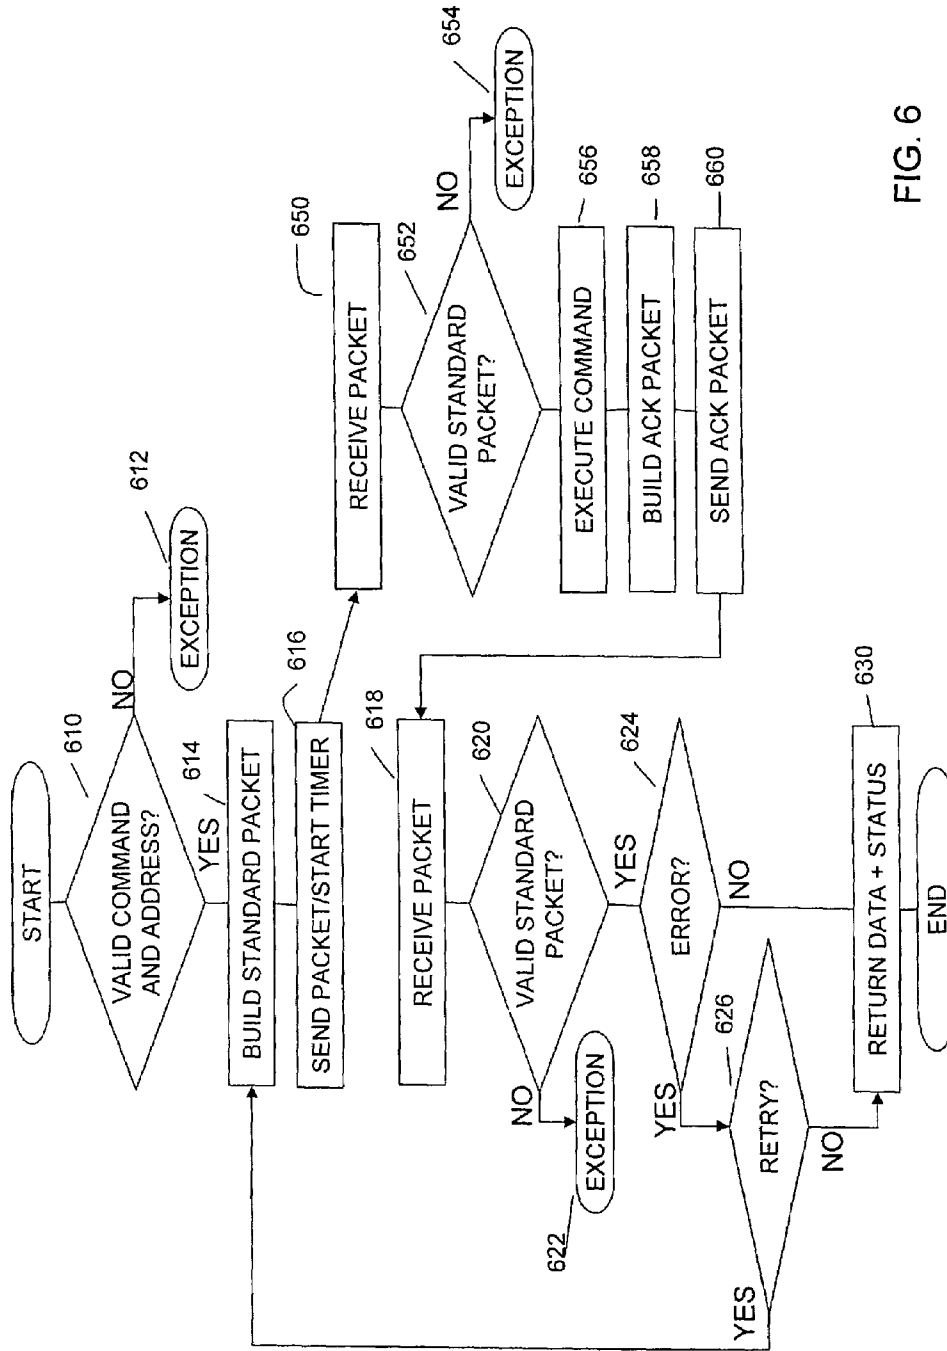 START
610
VALID COMMAND
AND ADDRESS?
NO
612
EXCEPTION
YES
614
BUILD STANDARD PACKET
616
SEND PACKET/START TIMER
650
RECEIVE PACKET
652
VALID STANDARD
PACKET?
NO
654
EXCEPTION
EXECUTE COMMAND
656
BUILD ACK PACKET
658
SEND ACK PACKET
660
618
RECEIVE PACKET
620
VALID STANDARD
PACKET?
NO
622
EXCEPTION
YES
624
ERROR?
YES
NO
626
RETRY?
YES
NO
630
RETURN DATA + STATUS
END
FIG. 6